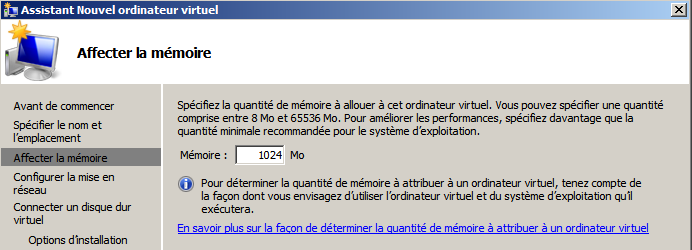 Assistant Nouvel ordinateur virtuel
Affecter la mémoire
Avant de commencer
Spécifier le nom et
l'emplacement
Affecter la mémoire
Configurer la mise en
réseau
Connecter un disque dur
virtuel
Options d'installation
Spécifiez la quantité de mémoire à allouer à cet ordinateur virtuel. Vous pouvez spécifier une quantité
comprise entre 8 Mo et 65536 Mo. Pour améliorer les performances, spécifiez davantage que la
quantité minimale recommandée pour le système d'exploitation.
Mémoire : 1024 Mo
Pour déterminer la quantité de mémoire à attribuer à un ordinateur virtuel, tenez compte de
la façon dont vous envisagez d'utiliser l'ordinateur virtuel et du système d'exploitation qu'il
exécutera.
En savoir plus sur la façon de déterminer la quantité de mémoire à attribuer à un ordinateur virtuel